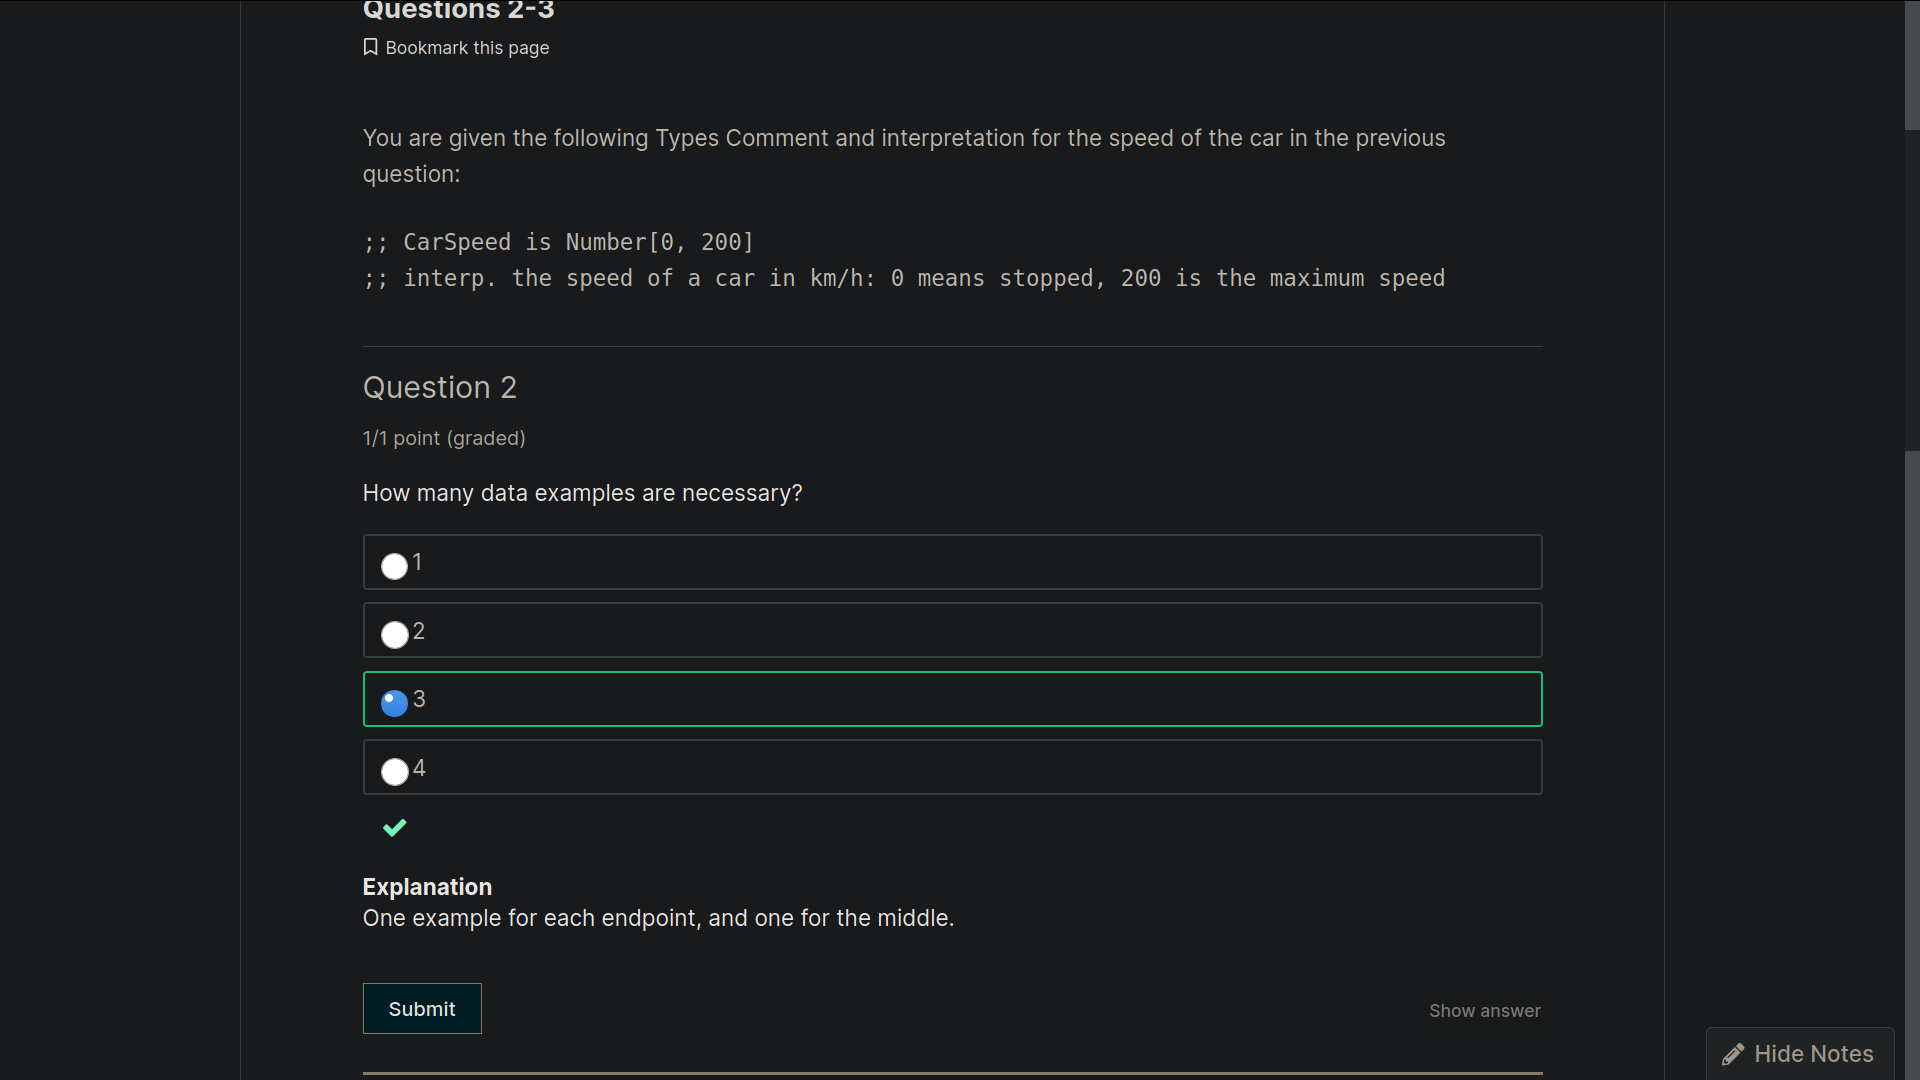 Questions 2-3
Bookmark this page
You are given the following Types Comment and interpretation for the speed of the car in the previous
question:
;; CarSpeed is Number[0, 200]
;; interp. the speed of a car in km/h: 0 means stopped, 200 is the maximum speed
Question 2
1/1 point (graded)
How many data examples are necessary?
1
2
3
4
Explanation
One example for each endpoint, and one for the middle.
Submit
Show answer
Hide Notes